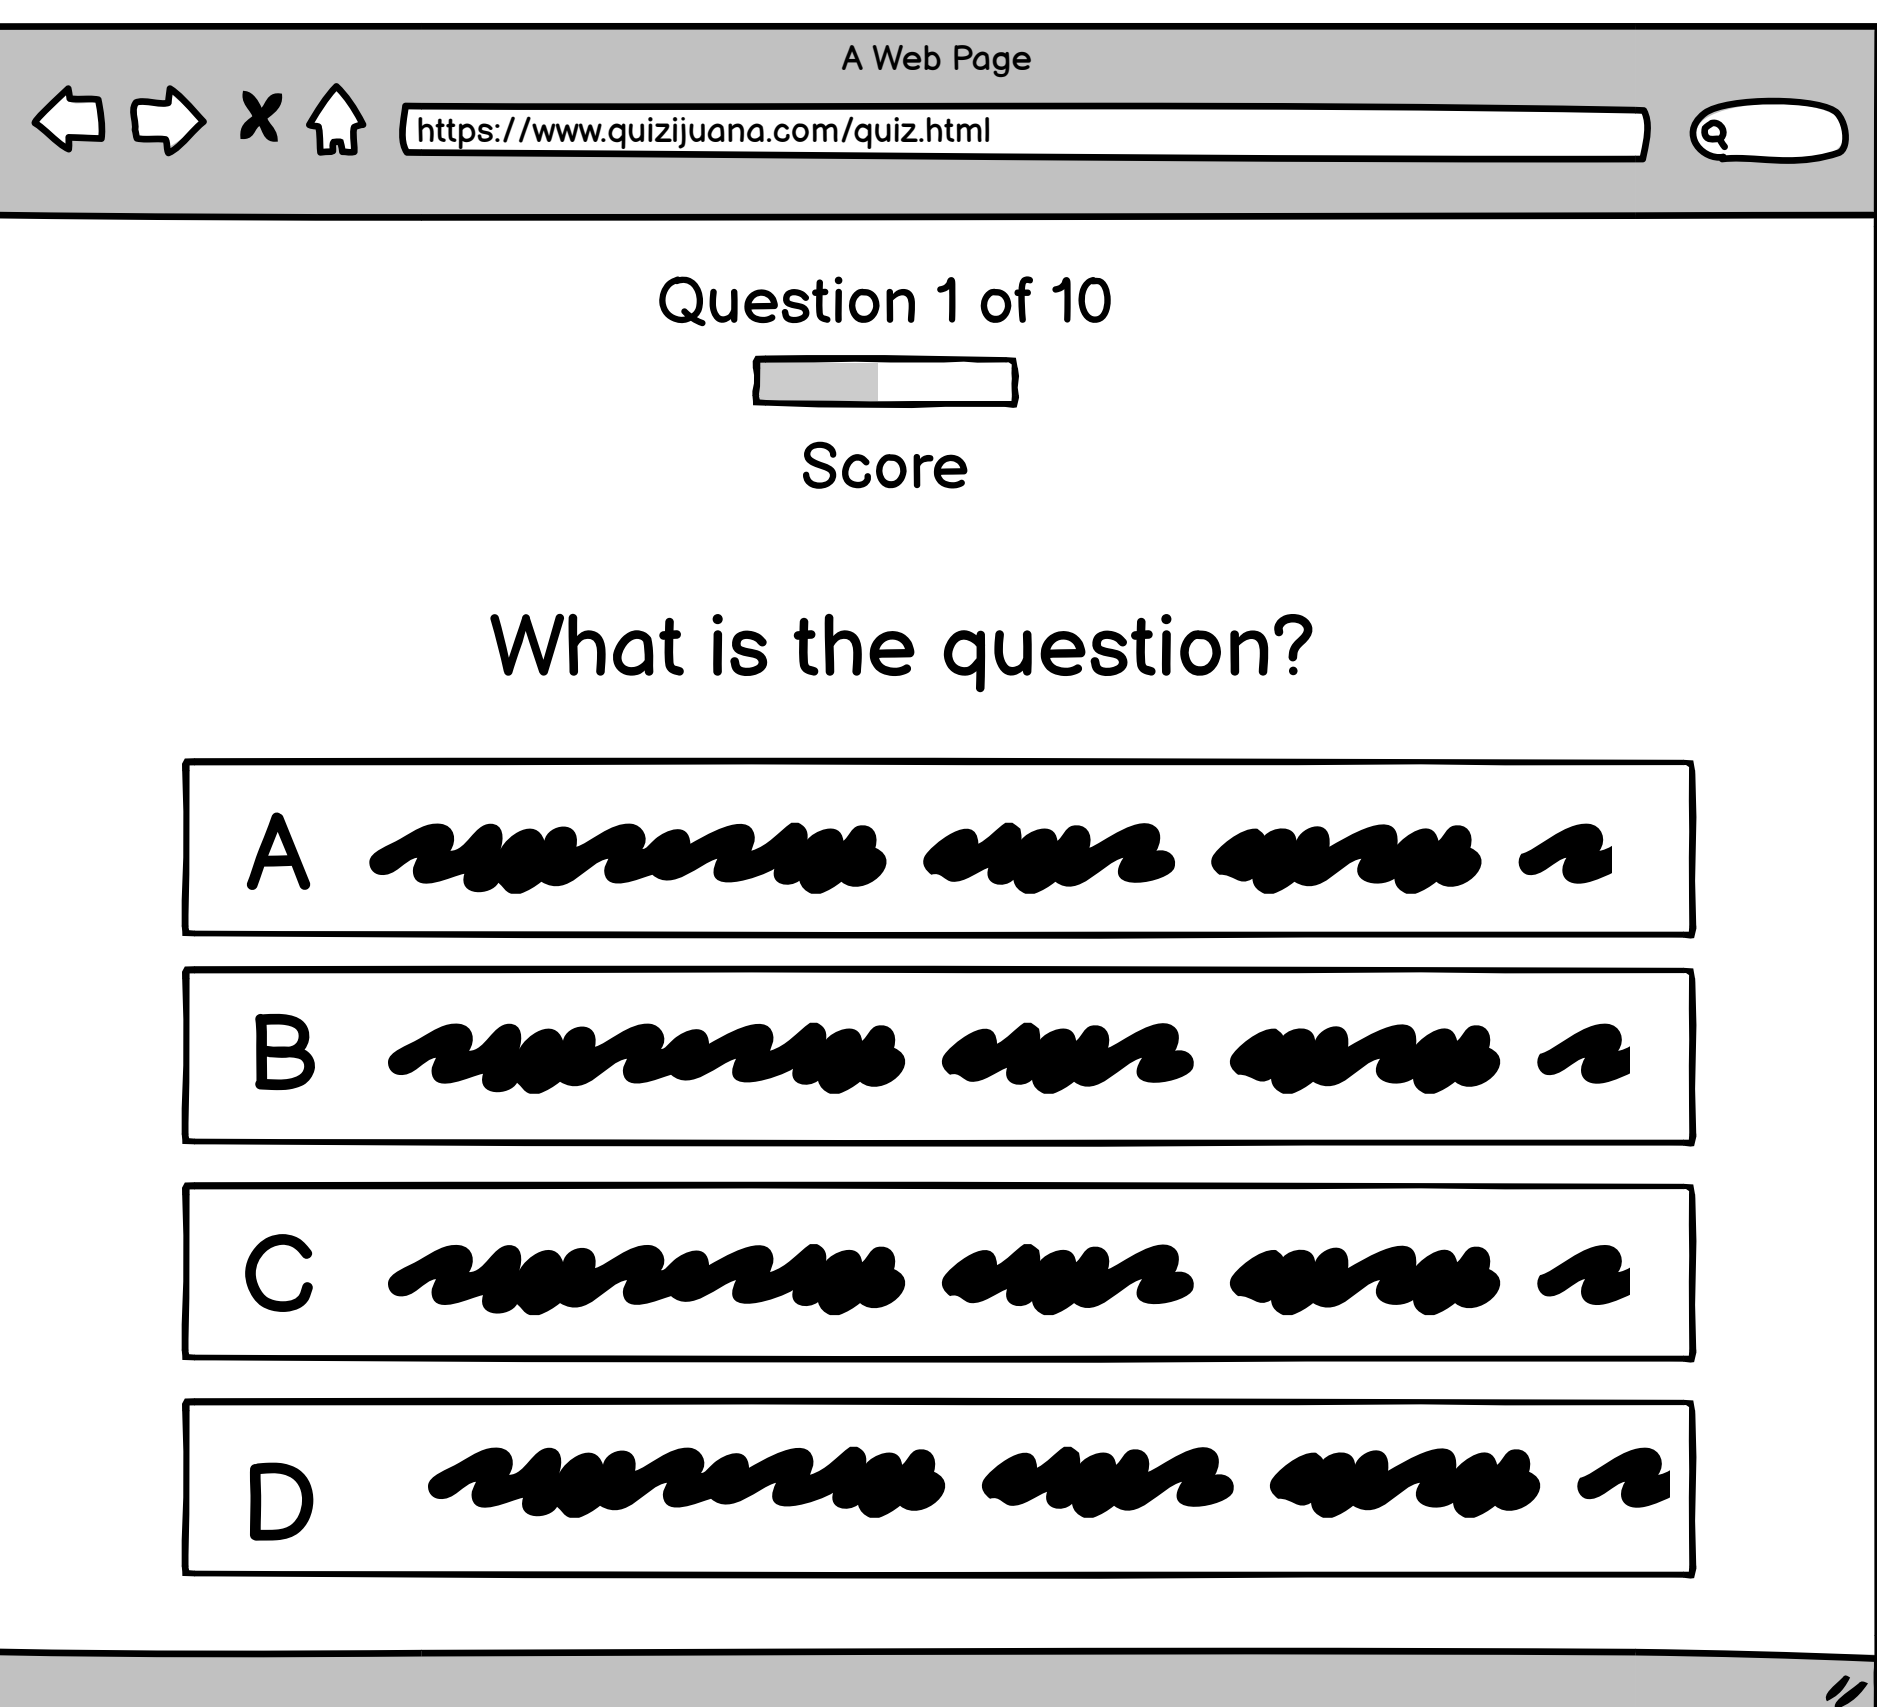 A Web Page
https://www.quizijuana.com/quiz.html
Question 1 of 10
Score
What is the question?
A
B
C
D